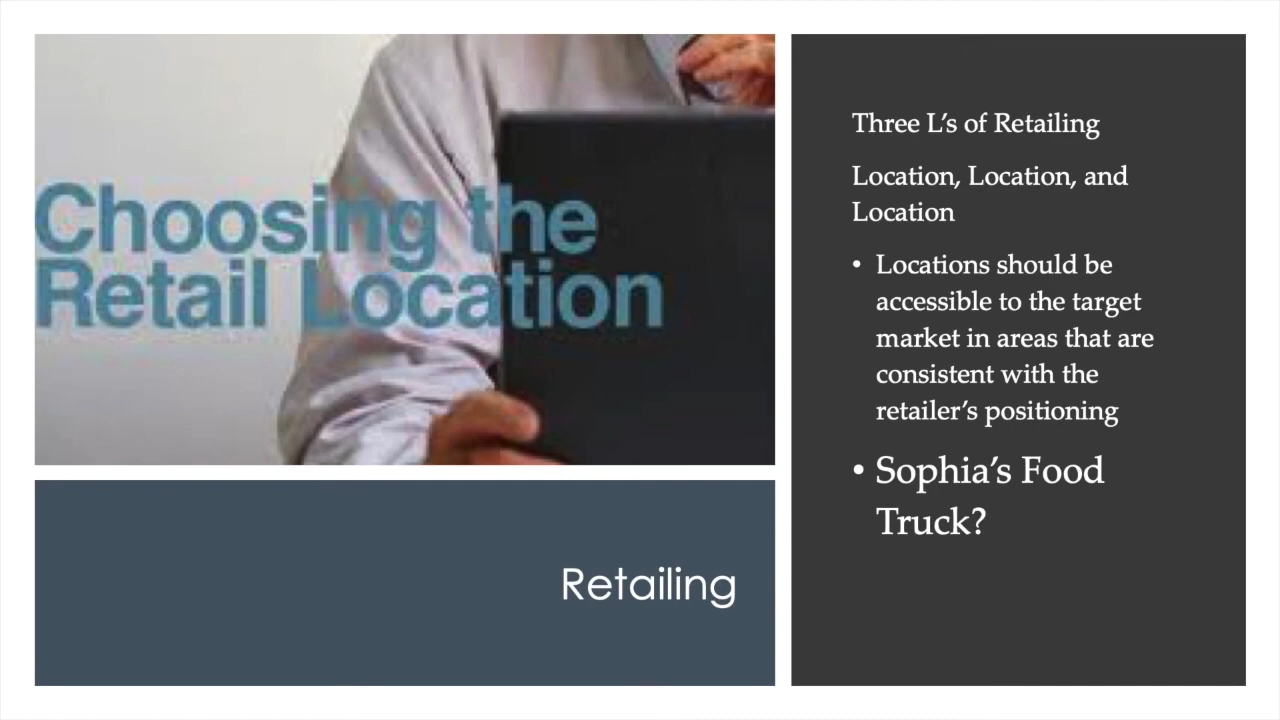 Choosing the
Retail Location
Retailing
Three L's of Retailing
Location, Location, and
Location
• Locations should be
accessible to the target
market in areas that are
consistent with the
retailer's positioning
• Sophia's Food
Truck?